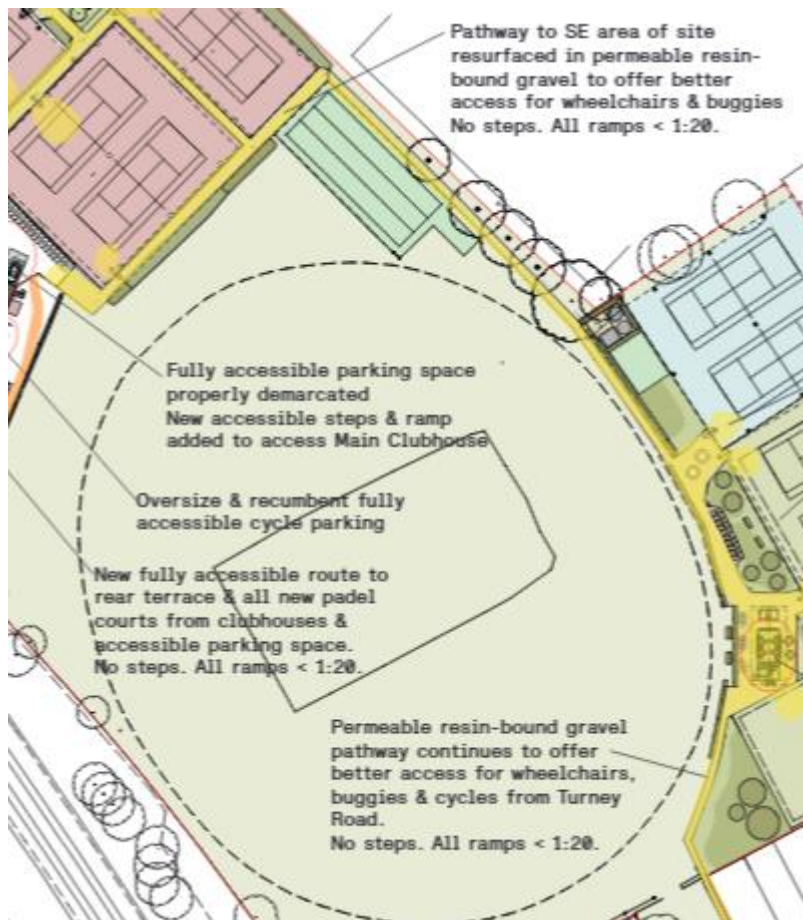 Pathway to SE area of site
resurfaced in permeable resin-
bound gravel to offer better
access for wheelchairs & buggies
No steps. All ramps < 1:20.
Fully accessible parking space
properly demarcated
New accessible steps & ramp
added to access Main Clubhouse
Oversize & recumbent fully
accessible cycle parking
New fully accessible route to
rear terrace & all new padel
courts from clubhouses &
accessible parking space.
No steps. All ramps < 1:20.
Permeable resin-bound gravel
pathway continues to offer
better access for wheelchairs,
buggies & cycles from Turney
Road.
No steps. All ramps < 1:20.